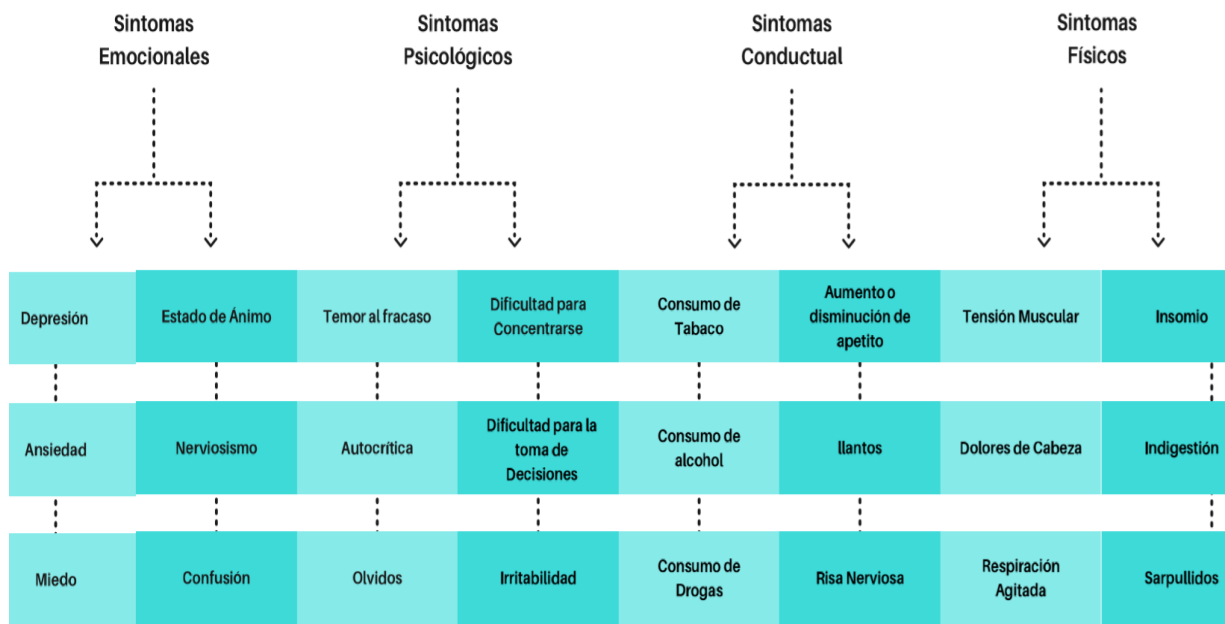 Sintomas
Emocionales
Sintomas
Psicológicos
Sintomas
Conductual
Sintomas
Físicos
Depresión
Estado de Ánimo
Temor al fracaso
Dificultad para
Concentrarse
Consumo de
Tabaco
Aumento o
disminución de
apetito
Tensión Muscular
Insomio
Ansiedad
Nerviosismo
Autocrítica
Dificultad para la
toma de
Decisiones
Consumo de
alcohol
llantos
Dolores de Cabeza
Indigestión
Miedo
Confusión
Olvidos
Irritabilidad
Consumo de
Drogas
Risa Nerviosa
Respiración
Agitada
Sarpullidos